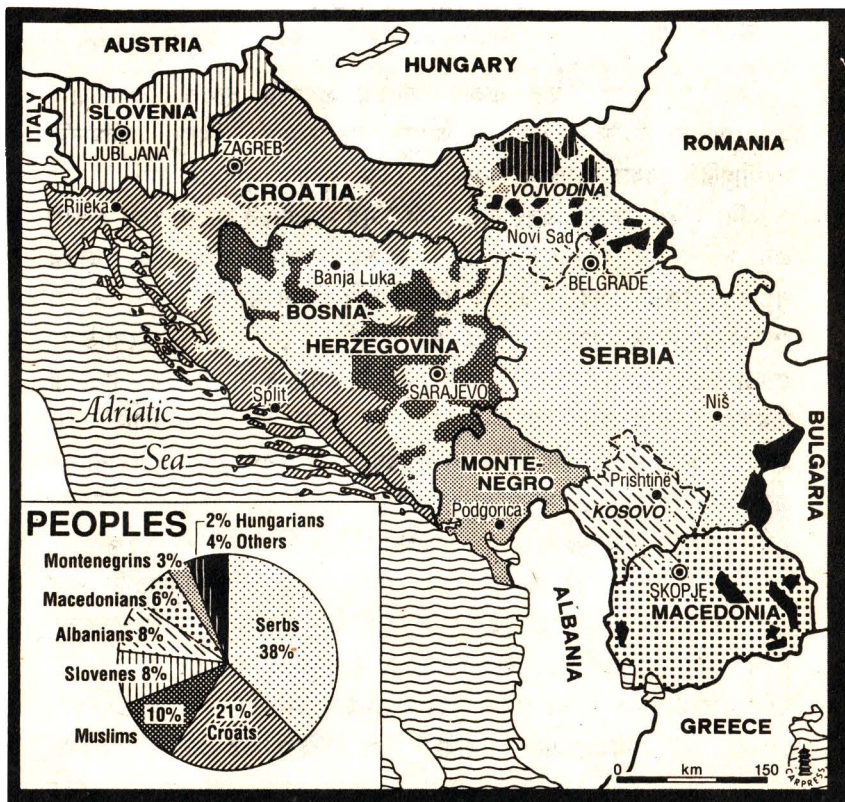 AUSTRIA
HUNGARY
ITALY
SLOVENIA
LJUBLJANA
ZAGREB
CROATIA
Rijeka
ROMANIA
VOJVODINA
Novi Sad
BELGRADE
Banja Luka
BOSNIA-
HERZEGOVINA
SARAJEVO
SERBIA
Split
Niš
Adriatic
Sea
BULGARIA
MONTE-
NEGRO
Podgorica
Prishtinë
KOSOVO
SKOPJE
MACEDONIA
ALBANIA
GREECE
PEOPLES
2% Hungarians
4% Others
Montenegrins 3%
Macedonians 6%
Albanians 8%
Slovenes 8%
10%
Muslims
21%
Croats
Serbs
38%
0 km 150
CARPRESS